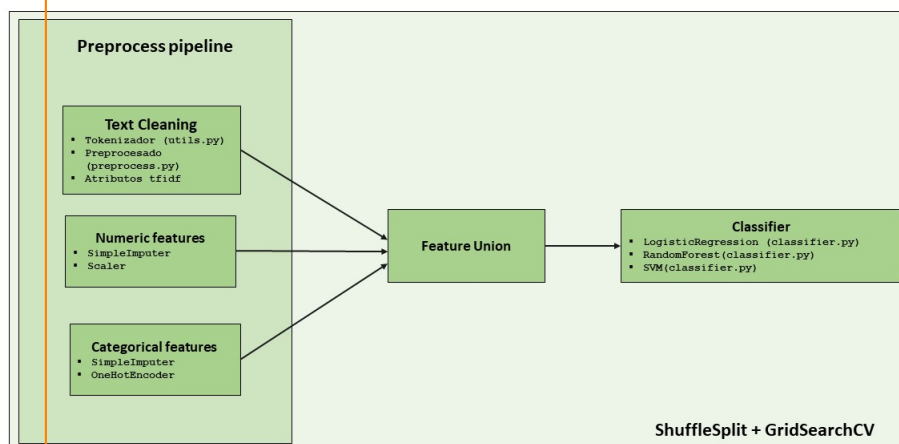 Preprocess pipeline
Text Cleaning
▪ Tokenizador (utils.py)
▪ Preprocesado
(preprocess.py)
▪ Atributos tfidf
Numeric features
▪ SimpleImputer
▪ Scaler
Categorical features
▪ SimpleImputer
▪ OneHotEncoder
Feature Union
Classifier
▪ LogisticRegression (classifier.py)
▪ RandomForest(classifier.py)
▪ SVM(classifier.py)
ShuffleSplit + GridSearchCV